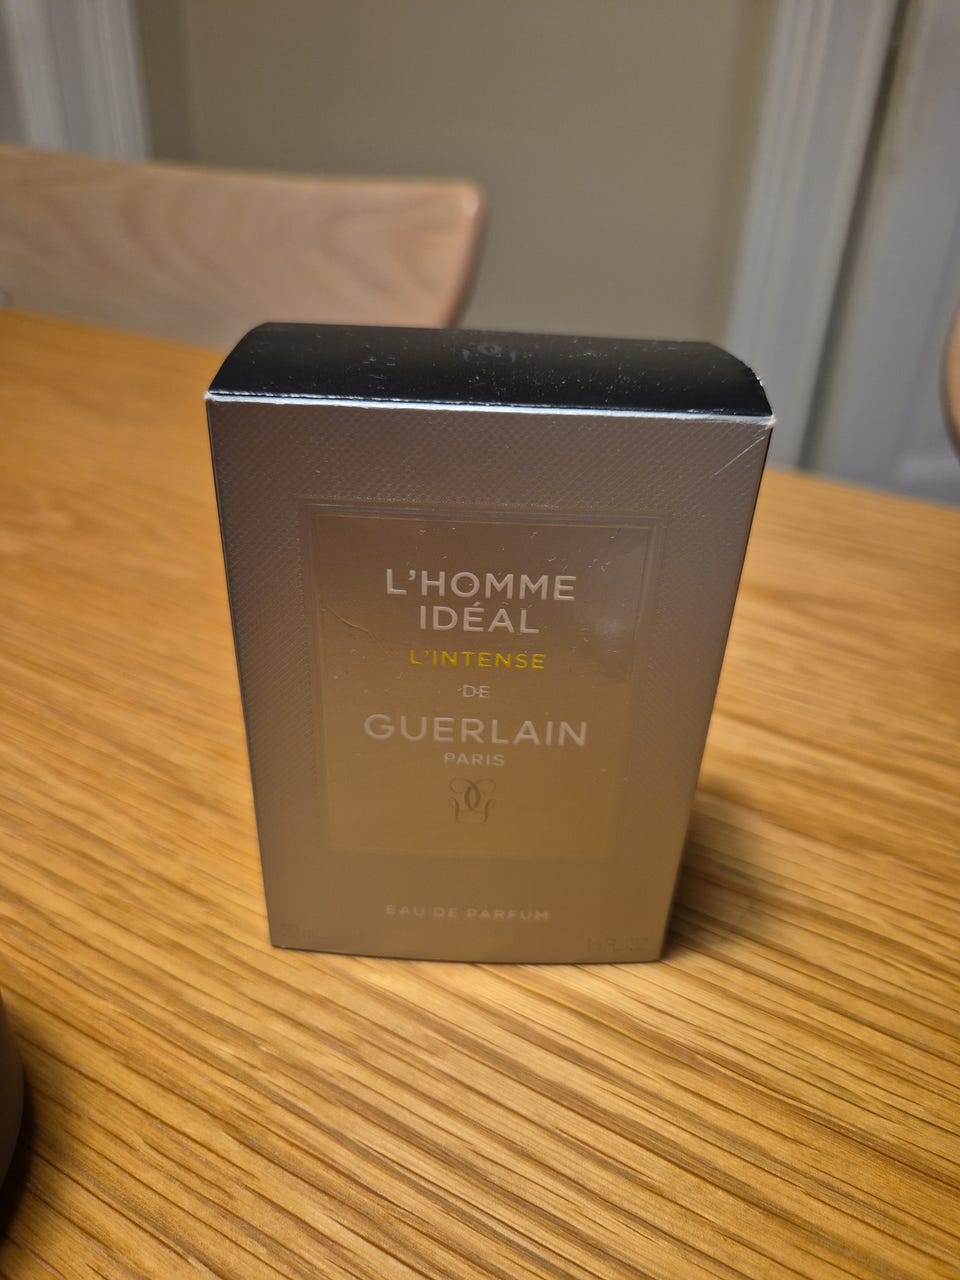 L'HOMME
IDÉAL
L'INTENSE
DE
GUERLAIN
PARIS
EAU DE PARFUM